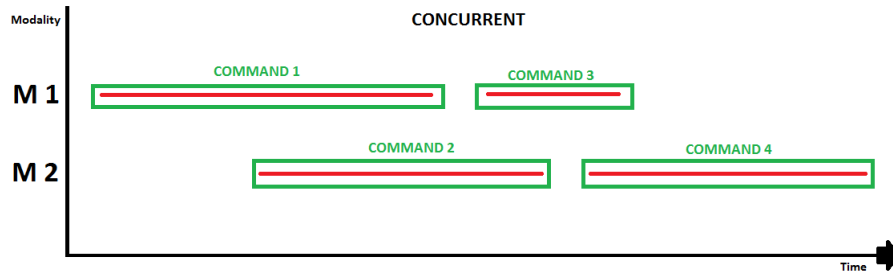 Modality
CONCURRENT
COMMAND 1
COMMAND 3
M 1
COMMAND 2
COMMAND 4
M 2
Time